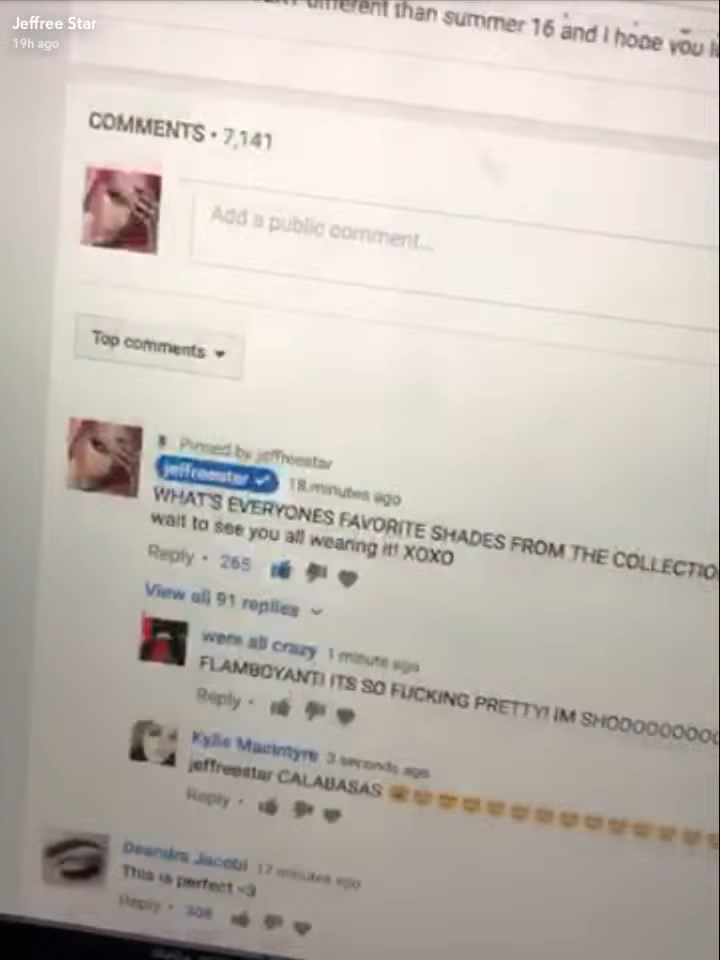 Jeffree Star
19h ago
different than summer 16 and I hope you
COMMENTS • 7,141
Add a public comment...
Top comments
Pinned by jeffreestar
jeffreestar 18 minutes ago
WHAT'S EVERYONES FAVORITE SHADES FROM THE COLLECTIO
wait to see you all wearing it! XOXO
Reply • 265
View all 91 replies
were all crazy 1 minute ago
FLAMBOYANT! ITS SO FUCKING PRETTY! IM SHOOOOOOOOO
Reply •
Kylie MacIntyre 3 seconds ago
jeffreestar CALABASAS
Reply •
Deandra Jacobi 17 minutes ago
This is perfect <3
Reply • 308